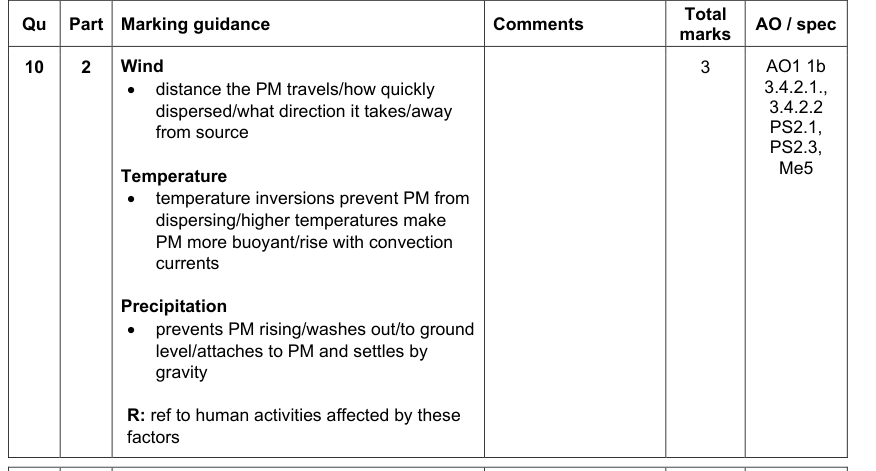 Qu Part Marking guidance Comments Total marks AO / spec
10 2 Wind 3 AO1 1b
• distance the PM travels/how quickly 3.4.2.1.,
dispersed/what direction it takes/away 3.4.2.2
from source PS2.1,
PS2.3,
Temperature Me5
• temperature inversions prevent PM from
dispersing/higher temperatures make
PM more buoyant/rise with convection
currents
Precipitation
• prevents PM rising/washes out/to ground
level/attaches to PM and settles by
gravity
R: ref to human activities affected by these
factors